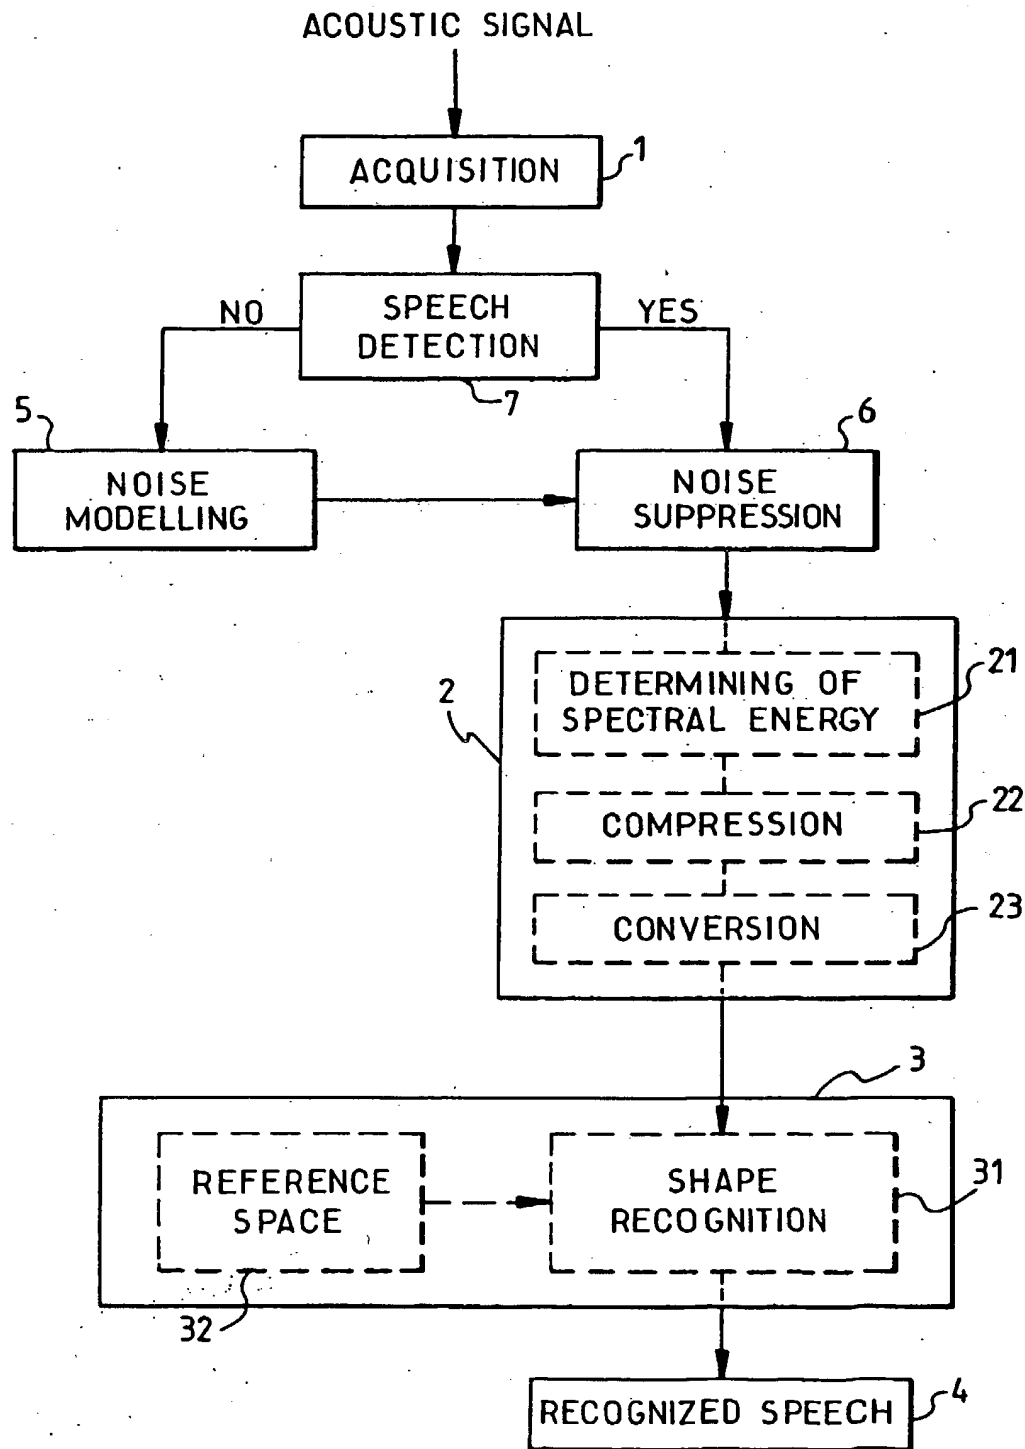 ACOUSTIC SIGNAL
ACQUISITION
1
SPEECH
DETECTION
7
NO
YES
5
NOISE
MODELLING
6
NOISE
SUPPRESSION
2
DETERMINING OF
SPECTRAL ENERGY
21
COMPRESSION
22
CONVERSION
23
3
REFERENCE
SPACE
32
SHAPE
RECOGNITION
31
RECOGNIZED SPEECH
4